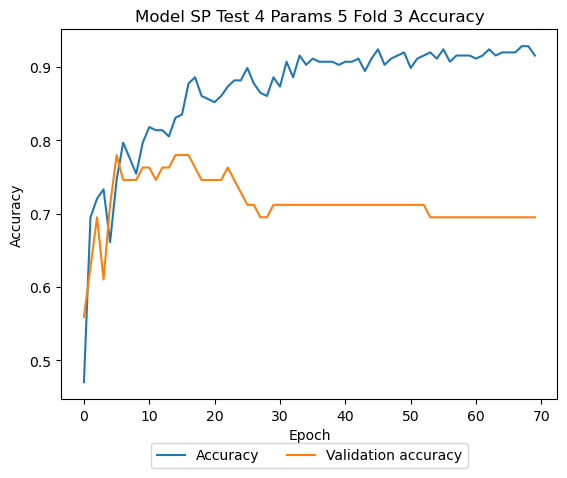 Model SP Test 4 Params 5 Fold 3 Accuracy
Accuracy
0.9
0.8
0.7
0.6
0.5
0 10 20 30 40 50 60 70
Epoch
Accuracy Validation accuracy